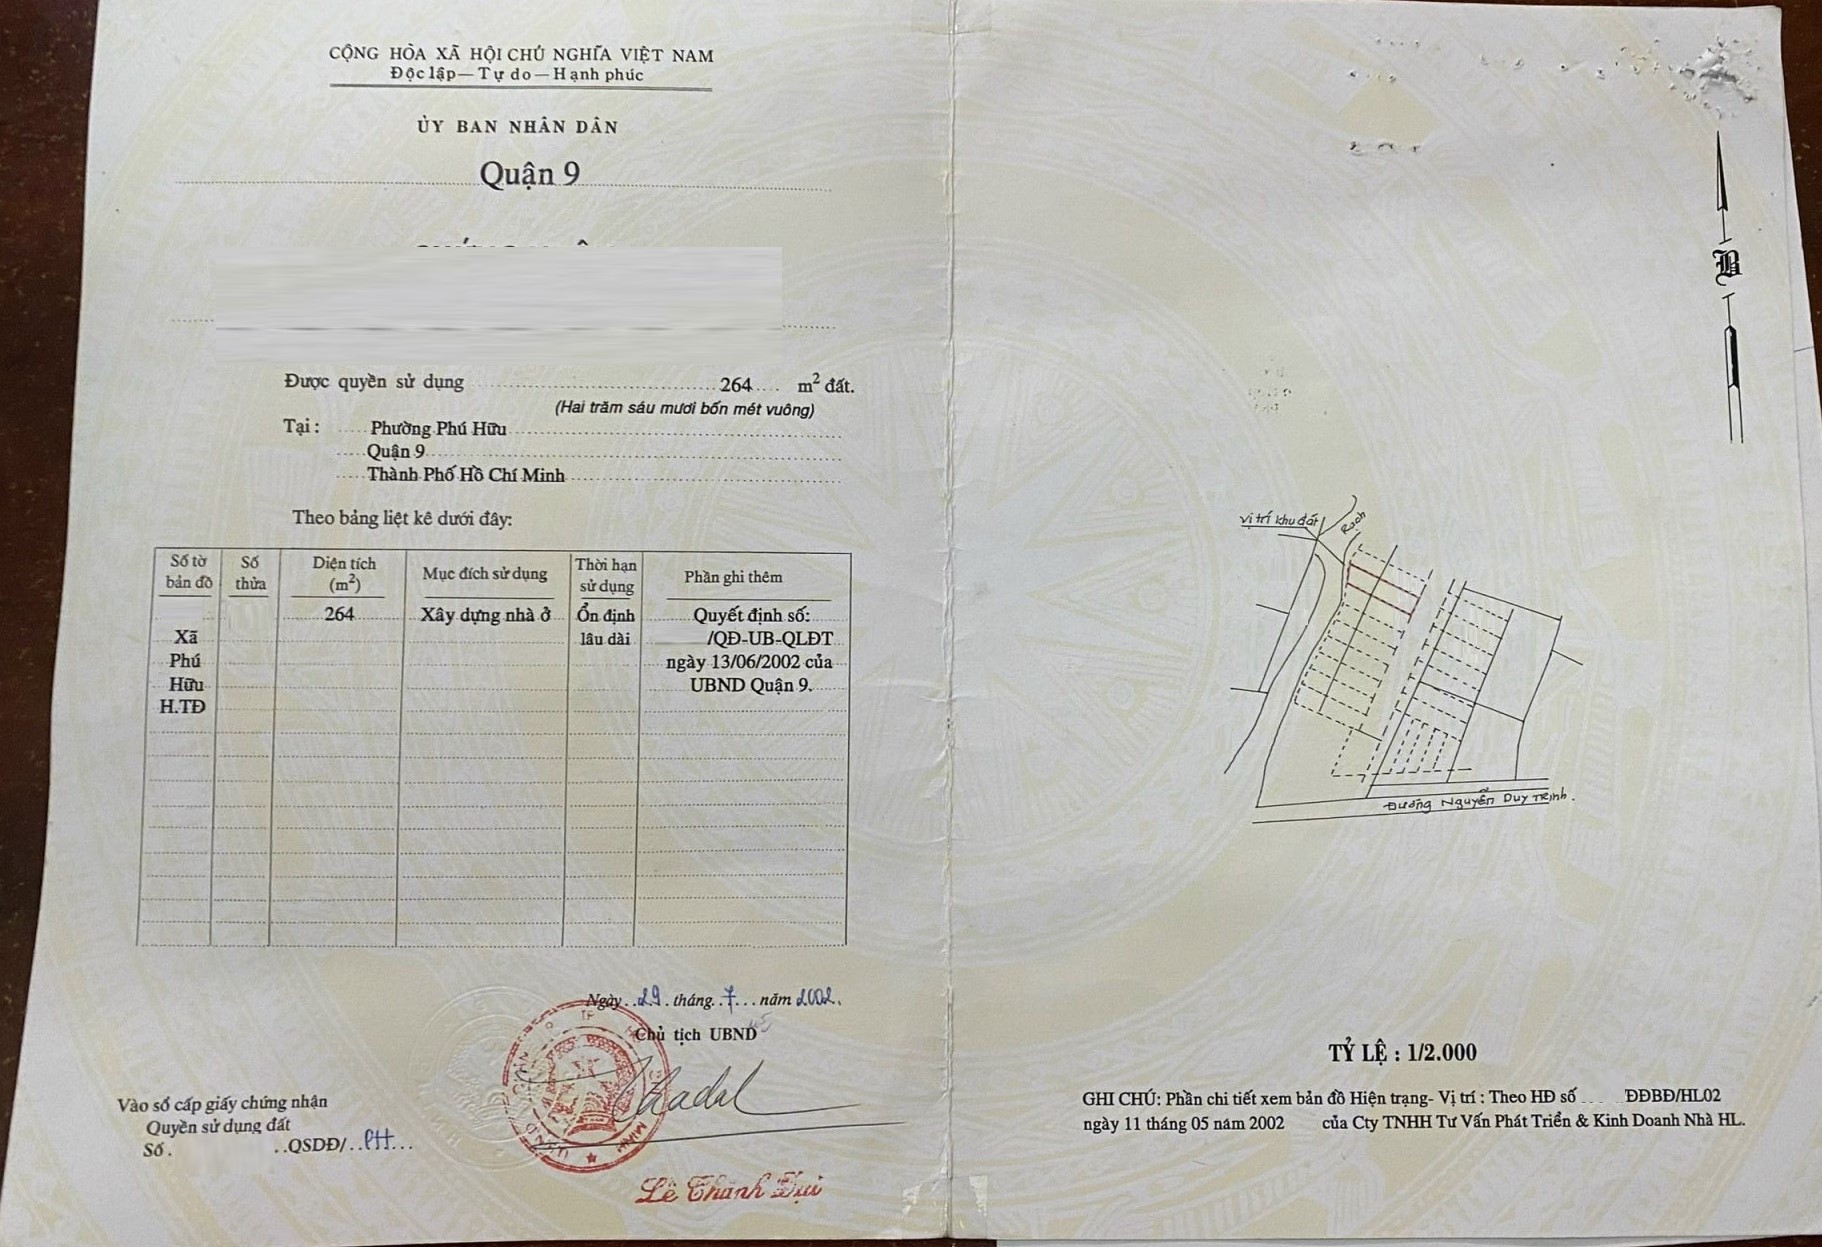 CỘNG HÒA XÃ HỘI CHỦ NGHĨA VIỆT NAM
Độc lập — Tự do — Hạnh phúc
ỦY BAN NHÂN DÂN
Quận 9
Được quyền sử dụng 264 m² đất.
(Hai trăm sáu mươi bốn mét vuông)
Tại : Phường Phú Hữu
Quận 9
Thành Phố Hồ Chí Minh
Theo bảng liệt kê dưới đây:
Số tờ bản đồ Số thửa Diện tích (m²) Mục đích sử dụng Thời hạn sử dụng Phần ghi thêm
264 Xây dựng nhà ở Ổn định Quyết định số:
Xã lâu dài /QĐ-UB-QLĐT
Phú ngày 13/06/2002 của
Hữu UBND Quận 9.
H.TĐ
Ngày 29 tháng 7 năm 2002.
Chủ tịch UBND
Vào sổ cấp giấy chứng nhận
Quyền sử dụng đất
Số . QSDĐ/ PH
Lê Thành Đại
B
Vị trí khu đất
Rạch
Đường Nguyễn Duy Trinh.
TỶ LỆ : 1/2.000
GHI CHÚ: Phần chi tiết xem bản đồ Hiện trạng- Vị trí : Theo HĐ số ĐĐBĐ/HL02
ngày 11 tháng 05 năm 2002 của Cty TNHH Tư Vấn Phát Triển & Kinh Doanh Nhà HL.